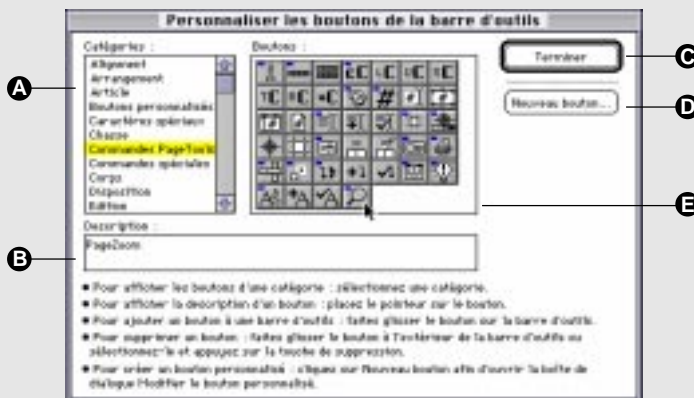 Personnaliser les boutons de la barre d'outils
Catégories :
Boutons :
Alignement
Arrangement
Article
Boutons personnalisés
Caractères spéciaux
Chasse
Commandes PageTools
Commandes spéciales
Corps
Disposition
Edition
Terminer
Nouveau bouton...
A
C
D
E
Description :
B
PageZoom
• Pour afficher les boutons d'une catégorie : sélectionnez une catégorie.
• Pour afficher la description d'un bouton : placez le pointeur sur le bouton.
• Pour ajouter un bouton à une barre d'outils : faites glisser le bouton sur la barre d'outils.
• Pour supprimer un bouton : faites glisser le bouton à l'extérieur de la barre d'outils ou
sélectionnez-le et appuyez sur la touche de suppression.
• Pour créer un bouton personnalisé : cliquez sur Nouveau bouton afin d'ouvrir la boîte de
dialogue Modifier le bouton personnalisé.